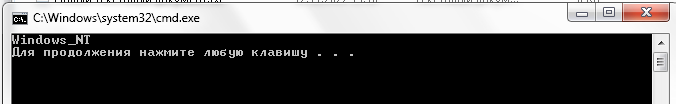 C:\Windows\system32\cmd.exe
Windows_NT
Для продолжения нажмите любую клавишу . . .